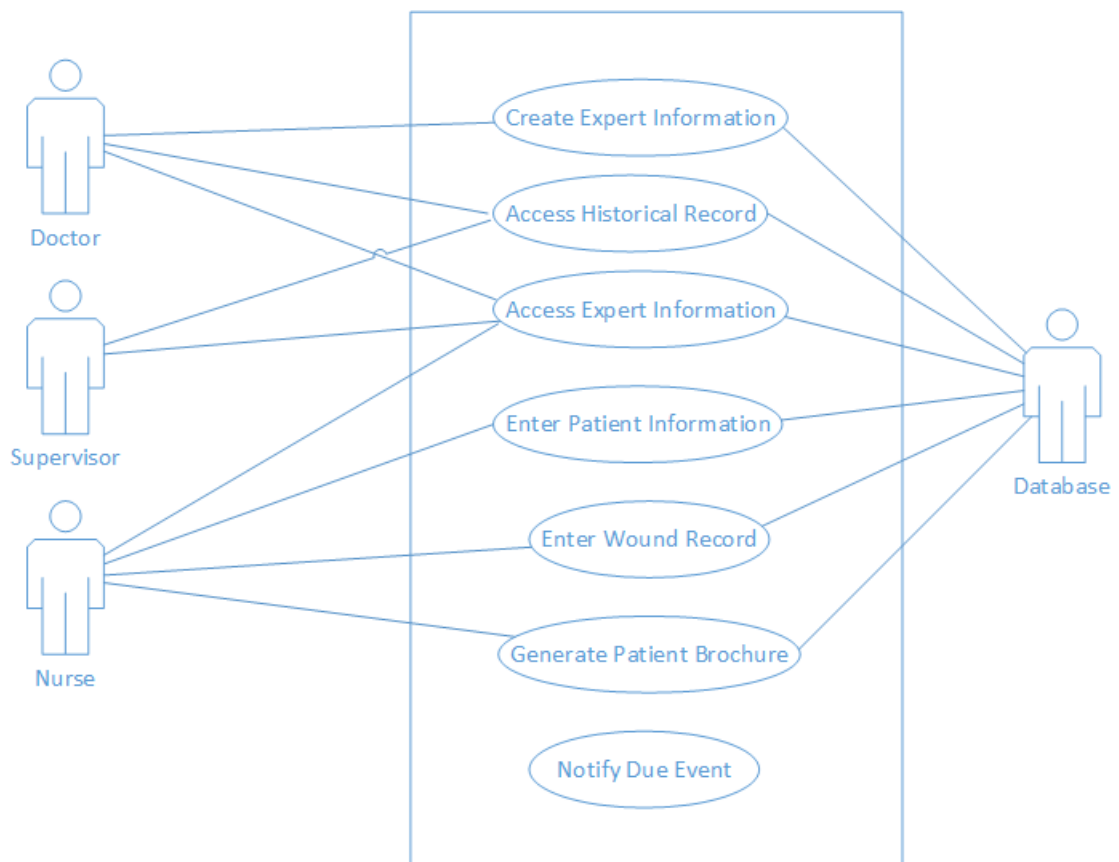 Create Expert Information
Access Historical Record
Doctor
Access Expert Information
Enter Patient Information
Supervisor
Database
Enter Wound Record
Generate Patient Brochure
Nurse
Notify Due Event